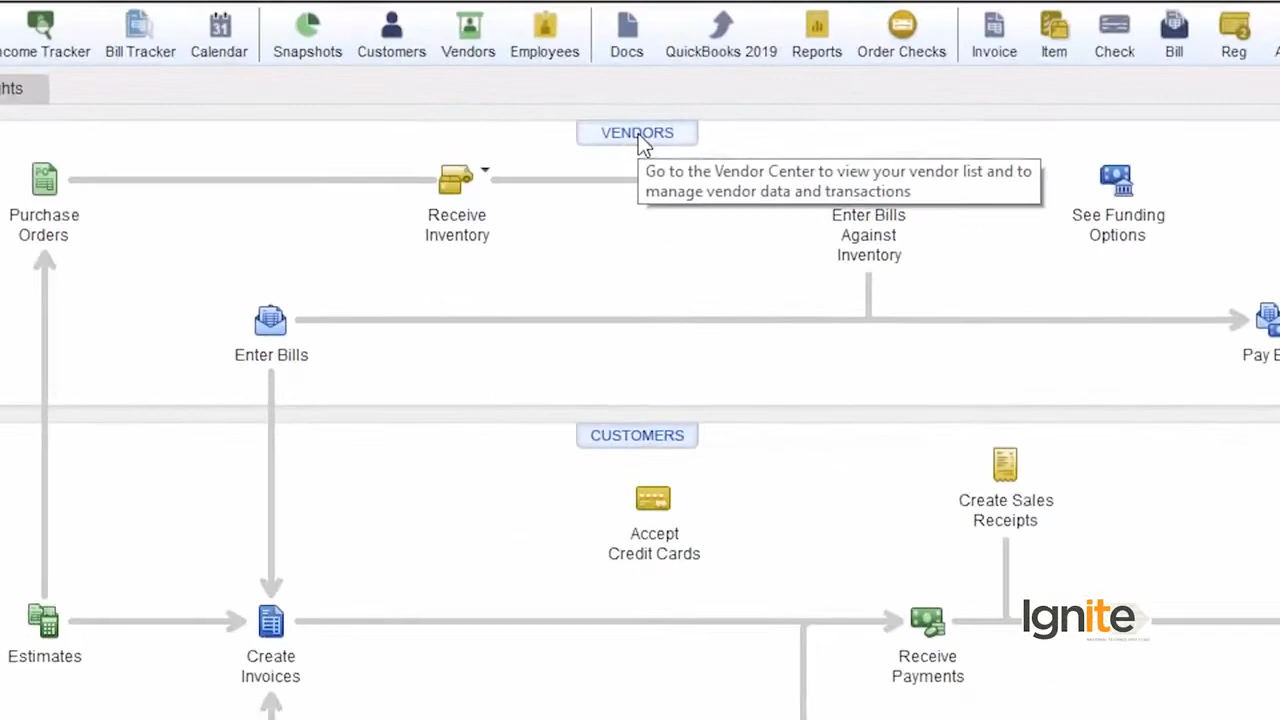 ncome Tracker
Bill Tracker
Calendar
Snapshots
Customers
Vendors
Employees
Docs
QuickBooks 2019
Reports
Order Checks
Invoice
Item
Check
Bill
Reg
ghts
VENDORS
Go to the Vendor Center to view your vendor list and to
manage vendor data and transactions
Purchase
Orders
Receive
Inventory
Enter Bills
Against
Inventory
See Funding
Options
Enter Bills
Pay E
CUSTOMERS
Accept
Credit Cards
Create Sales
Receipts
Estimates
Create
Invoices
Receive
Payments
Ignite